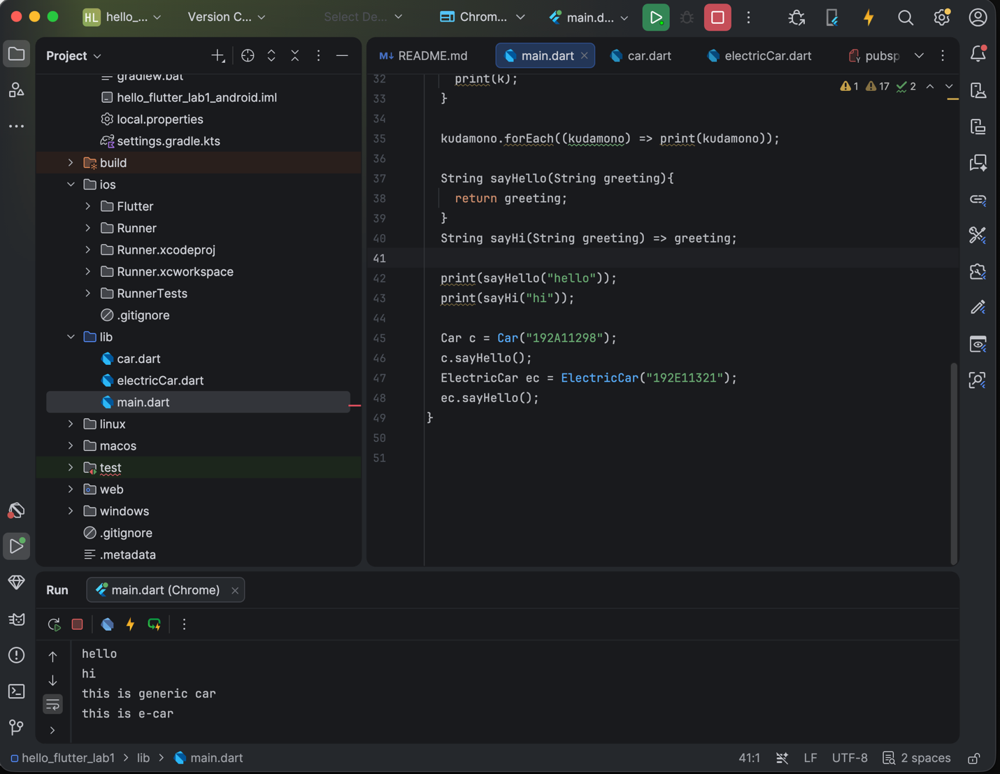 HL hello_... Version C... Select De... Chrom... main.d...
Project
README.md main.dart car.dart electricCar.dart pubsp
gradlew.bat
hello_flutter_lab1_android.iml
local.properties
settings.gradle.kts
build
ios
Flutter
Runner
Runner.xcodeproj
Runner.xcworkspace
RunnerTests
.gitignore
lib
car.dart
electricCar.dart
main.dart
linux
macos
test
web
windows
.gitignore
.metadata
1 17 2
32 print(k);
33 }
34
35 kudamono.forEach((kudamono) => print(kudamono));
36
37 String sayHello(String greeting){
38 return greeting;
39 }
40 String sayHi(String greeting) => greeting;
41
42 print(sayHello("hello"));
43 print(sayHi("hi"));
44
45 Car c = Car("192A11298");
46 c.sayHello();
47 ElectricCar ec = ElectricCar("192E11321");
48 ec.sayHello();
49 }
50
51
Run main.dart (Chrome)
hello
hi
this is generic car
this is e-car
hello_flutter_lab1 > lib > main.dart 41:1 LF UTF-8 2 spaces